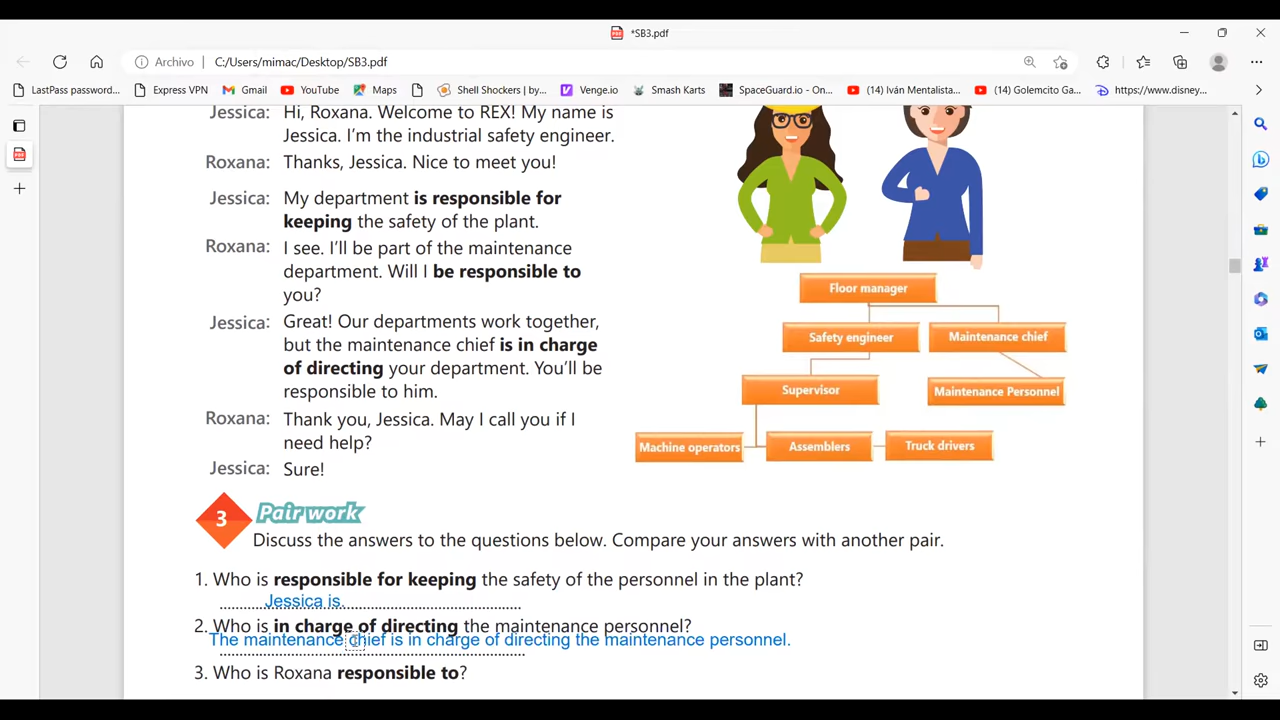 *SB3.pdf
Archivo C:/Users/mimac/Desktop/SB3.pdf
LastPass password... Express VPN Gmail YouTube Maps Shell Shockers | by... Venge.io Smash Karts SpaceGuard.io - On... (14) Iván Mentalista... (14) Golemcito Ga... https://www.disney...
Jessica: Hi, Roxana. Welcome to REX! My name is
Jessica. I'm the industrial safety engineer.
Roxana: Thanks, Jessica. Nice to meet you!
Jessica: My department is responsible for
keeping the safety of the plant.
Roxana: I see. I'll be part of the maintenance
department. Will I be responsible to
you?
Jessica: Great! Our departments work together,
but the maintenance chief is in charge
of directing your department. You'll be
responsible to him.
Roxana: Thank you, Jessica. May I call you if I
need help?
Jessica: Sure!
Floor manager
Safety engineer Maintenance chief
Supervisor Maintenance Personnel
Machine operators Assemblers Truck drivers
3 Pair work
Discuss the answers to the questions below. Compare your answers with another pair.
1. Who is responsible for keeping the safety of the personnel in the plant?
Jessica is.
2. Who is in charge of directing the maintenance personnel?
The maintenance chief is in charge of directing the maintenance personnel.
3. Who is Roxana responsible to?